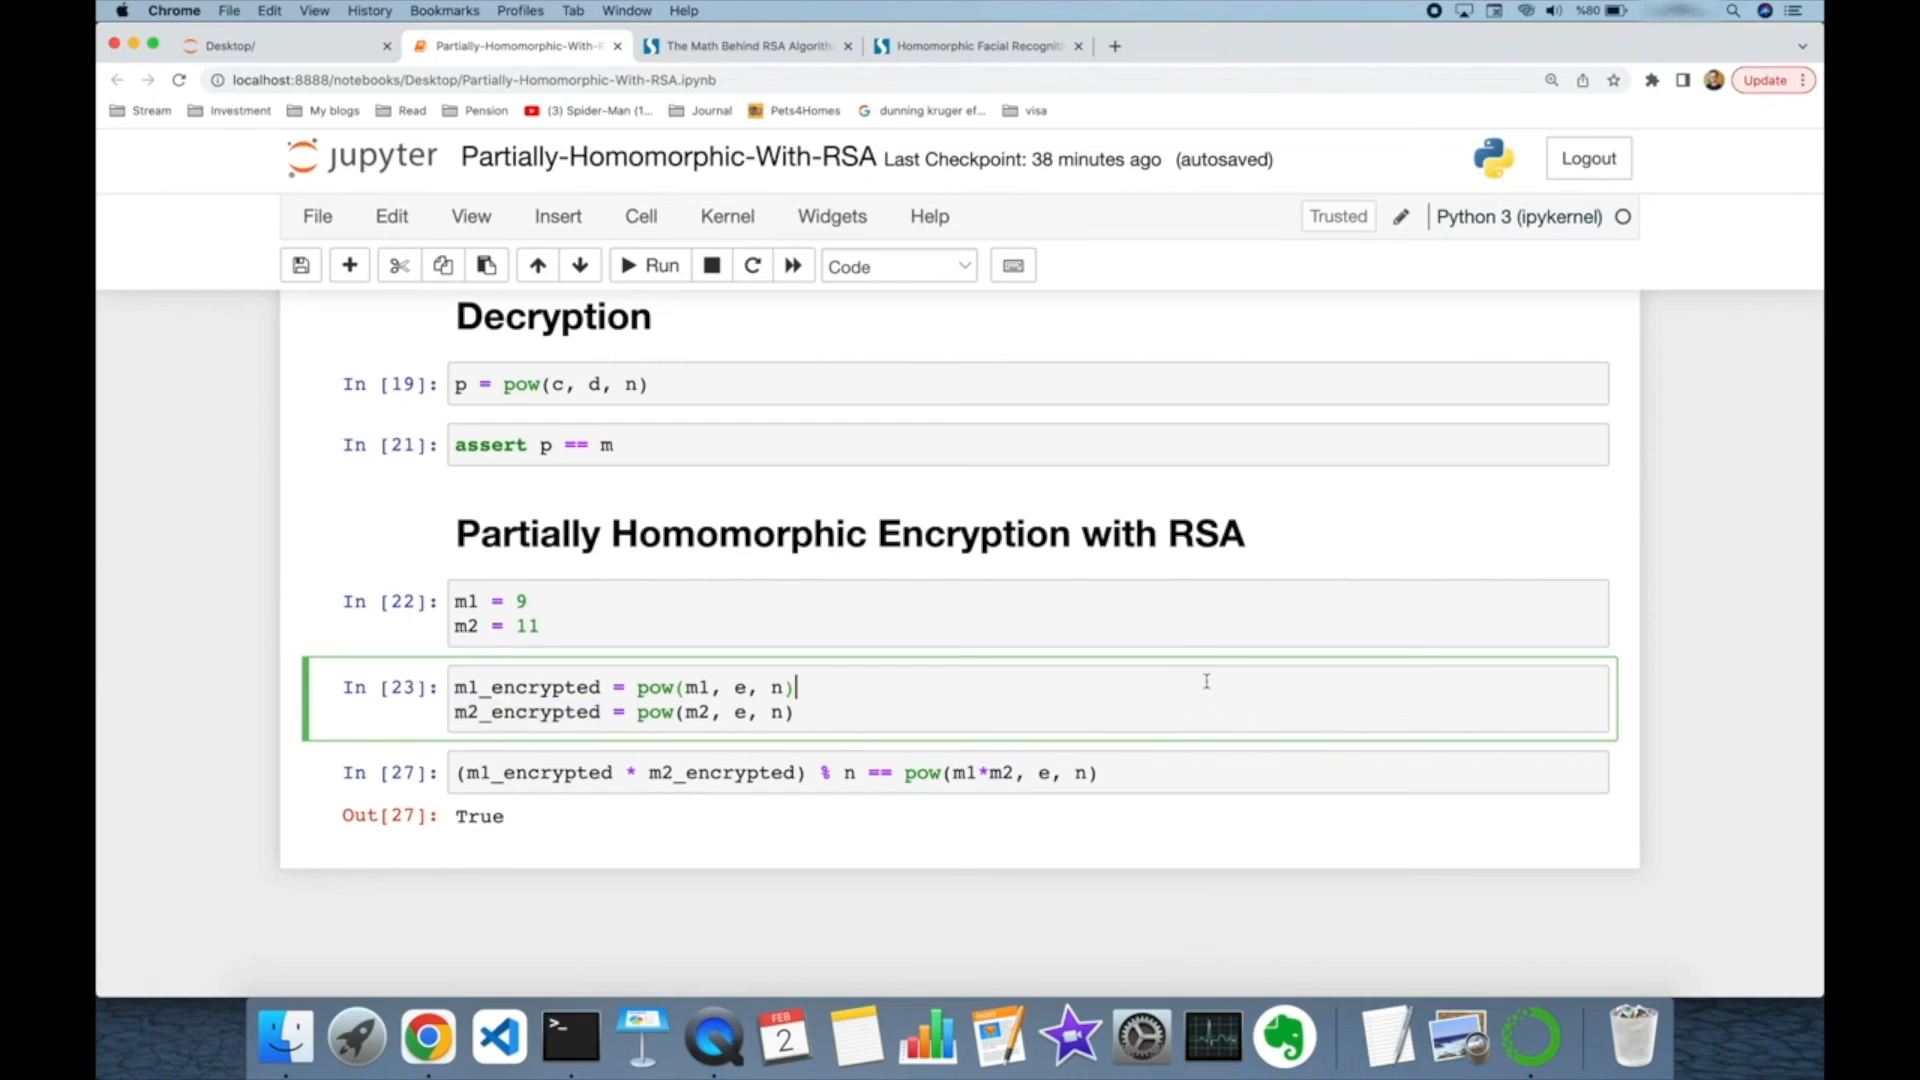 Chrome File Edit View History Bookmarks Profiles Tab Window Help %80
Desktop/ Partially-Homomorphic-With-R The Math Behind RSA Algorith Homomorphic Facial Recogniti
localhost:8888/notebooks/Desktop/Partially-Homomorphic-With-RSA.ipynb Update
Stream Investment My blogs Read Pension (3) Spider-Man (1... Journal Pets4Homes dunning kruger ef... visa
jupyter Partially-Homomorphic-With-RSA Last Checkpoint: 38 minutes ago (autosaved) Logout
File Edit View Insert Cell Kernel Widgets Help Trusted Python 3 (ipykernel)
Run Code
Decryption
In [19]: p = pow(c, d, n)
In [21]: assert p == m
Partially Homomorphic Encryption with RSA
In [22]: m1 = 9
m2 = 11
In [23]: m1_encrypted = pow(m1, e, n)
m2_encrypted = pow(m2, e, n)
In [27]: (m1_encrypted * m2_encrypted) % n == pow(m1*m2, e, n)
Out[27]: True
FEB
2